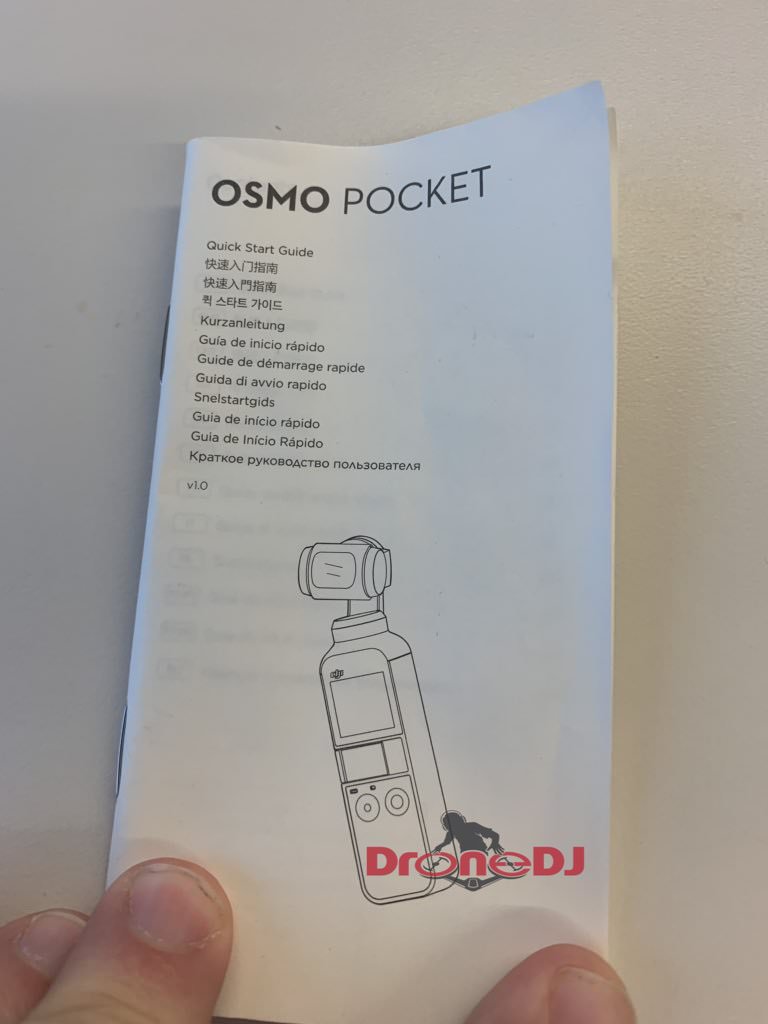 OSMO POCKET
Quick Start Guide
快速入门指南
快速入門指南
퀵 스타트 가이드
Kurzanleitung
Guía de inicio rápido
Guide de démarrage rapide
Guida di avvio rapido
Snelstartgids
Guia de início rápido
Guia de Início Rápido
Краткое руководство пользователя
v1.0
dji
DroneDJ